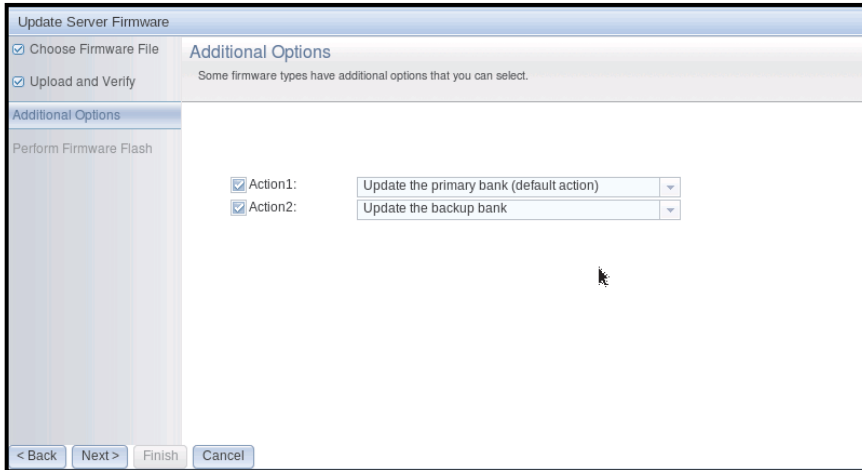 Update Server Firmware
Choose Firmware File
Upload and Verify
Additional Options
Perform Firmware Flash
Additional Options
Some firmware types have additional options that you can select.
Action1: Update the primary bank (default action)
Action2: Update the backup bank
< Back Next > Finish Cancel